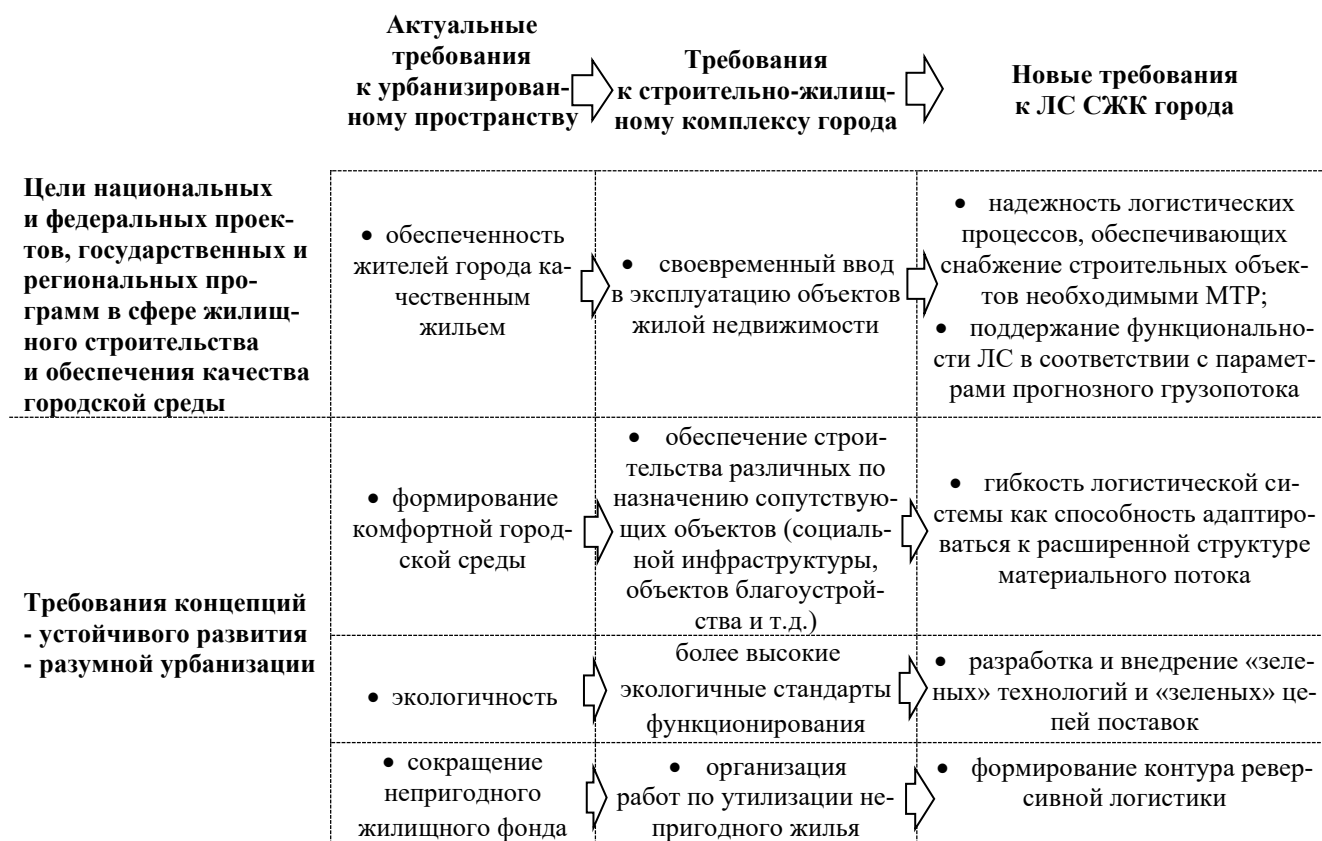 Актуальные
требования
к урбанизирован-
ному пространству
Требования
к строительно-жилищ-
ному комплексу города
Новые требования
к ЛС СЖК города
Цели национальных
и федеральных проек-
тов, государственных и
региональных про-
грамм в сфере жилищ-
ного строительства
и обеспечения качества
городской среды
• обеспеченность
жителей города ка-
чественным
жильем
• своевременный ввод
в эксплуатацию объектов
жилой недвижимости
• надежность логистических
процессов, обеспечивающих
снабжение строительных объек-
тов необходимыми МТР;
• поддержание функционально-
сти ЛС в соответствии с парамет-
рами прогнозного грузопотока
Требования концепций
- устойчивого развития
- разумной урбанизации
• формирование
комфортной город-
ской среды
• обеспечение строи-
тельства различных по
назначению сопутствую-
щих объектов (социаль-
ной инфраструктуры,
объектов благоустрой-
ства и т.д.)
• гибкость логистической си-
стемы как способность адаптиро-
ваться к расширенной структуре
материального потока
• экологичность
более высокие
экологичные стандарты
функционирования
• разработка и внедрение «зеле-
ных» технологий и «зеленых» це-
пей поставок
• сокращение
непригодного
жилищного фонда
• организация
работ по утилизации не-
пригодного жилья
• формирование контура ревер-
сивной логистики